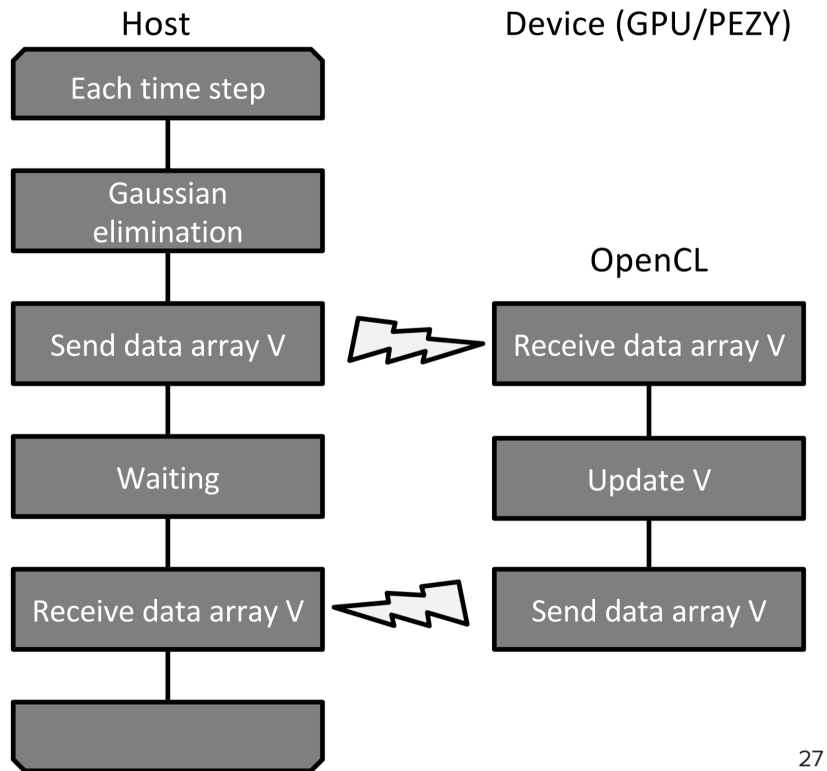 Host
Device (GPU/PEZY)
Each time step
Gaussian
elimination
OpenCL
Send data array V
Receive data array V
Waiting
Update V
Receive data array V
Send data array V
27